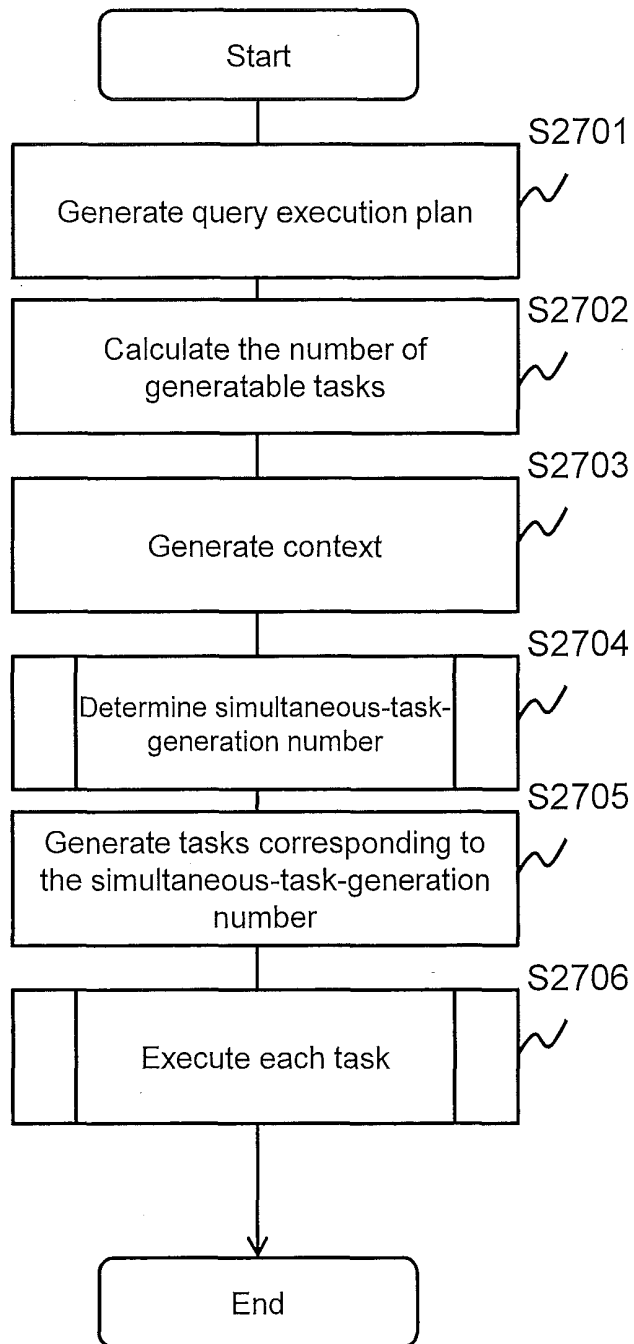 Start
S2701
Generate query execution plan
S2702
Calculate the number of
generatable tasks
S2703
Generate context
S2704
Determine simultaneous-task-
generation number
S2705
Generate tasks corresponding to
the simultaneous-task-generation
number
S2706
Execute each task
End